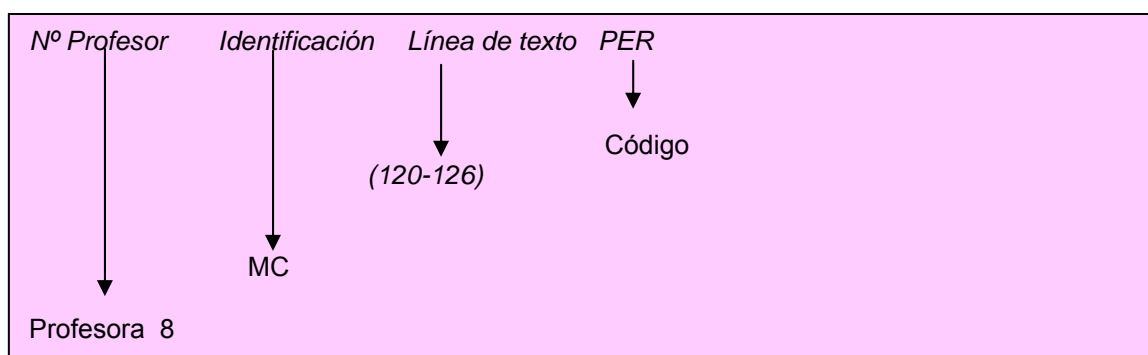 Nº Profesor Identificación Línea de texto PER
Código
(120-126)
MC
Profesora 8